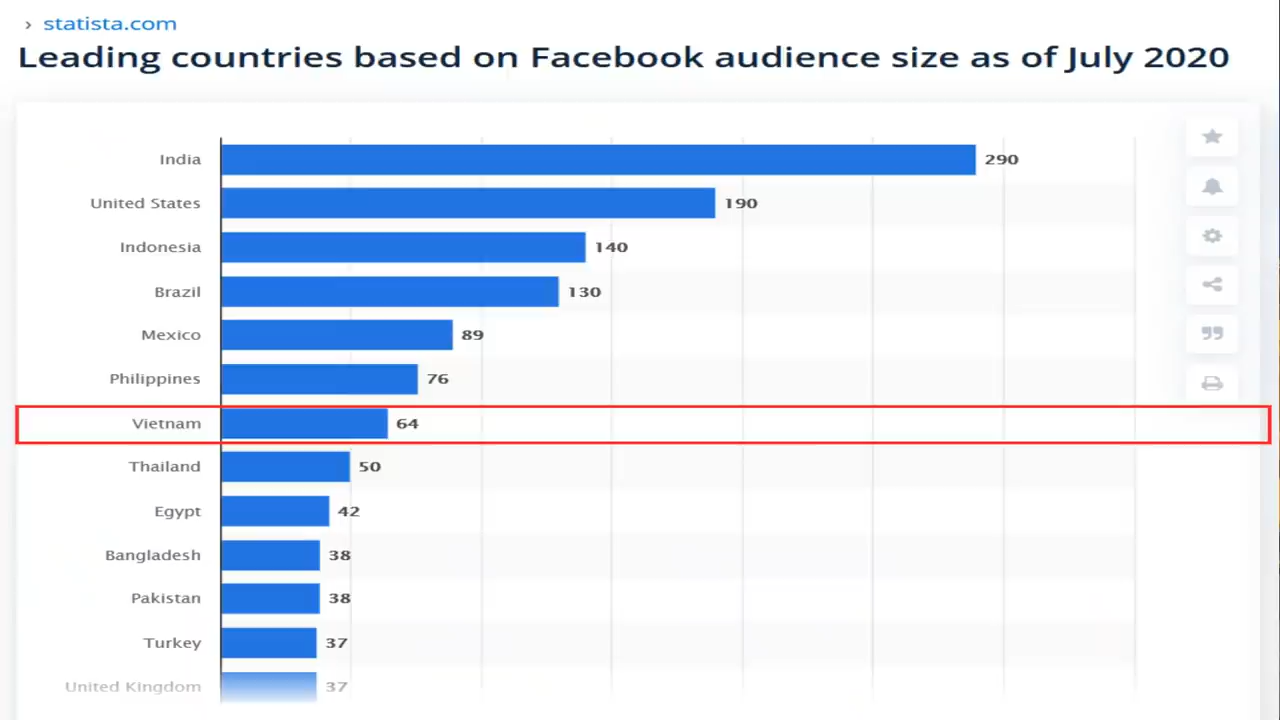 › statista.com
Leading countries based on Facebook audience size as of July 2020
India 290
United States 190
Indonesia 140
Brazil 130
Mexico 89
Philippines 76
Vietnam 64
Thailand 50
Egypt 42
Bangladesh 38
Pakistan 38
Turkey 37
United Kingdom 37